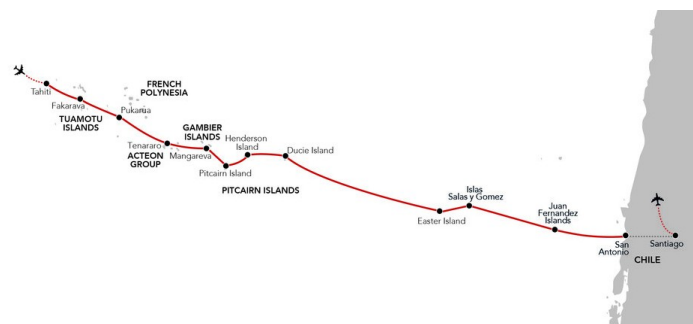 Tahiti
Fakarava
TUAMOTU
ISLANDS
FRENCH
POLYNESIA
Pukarua
Tenararo
ACTEON
GROUP
GAMBIER
ISLANDS
Mangareva
Pitcairn Island
Henderson
Island
Ducie Island
PITCAIRN ISLANDS
Easter Island
Islas
Salas y Gomez
Juan
Fernandez
Islands
San
Antonio
Santiago
CHILE